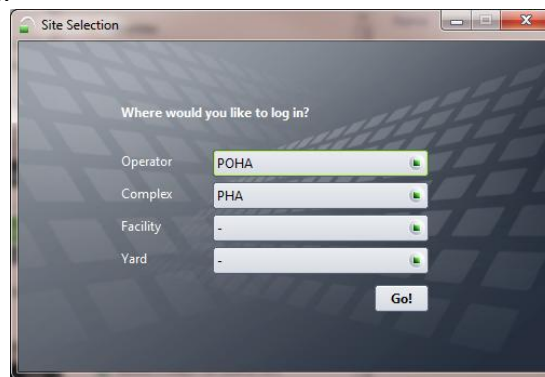 Site Selection
Where would you like to log in?
Operator POHA
Complex PHA
Facility -
Yard -
Go!